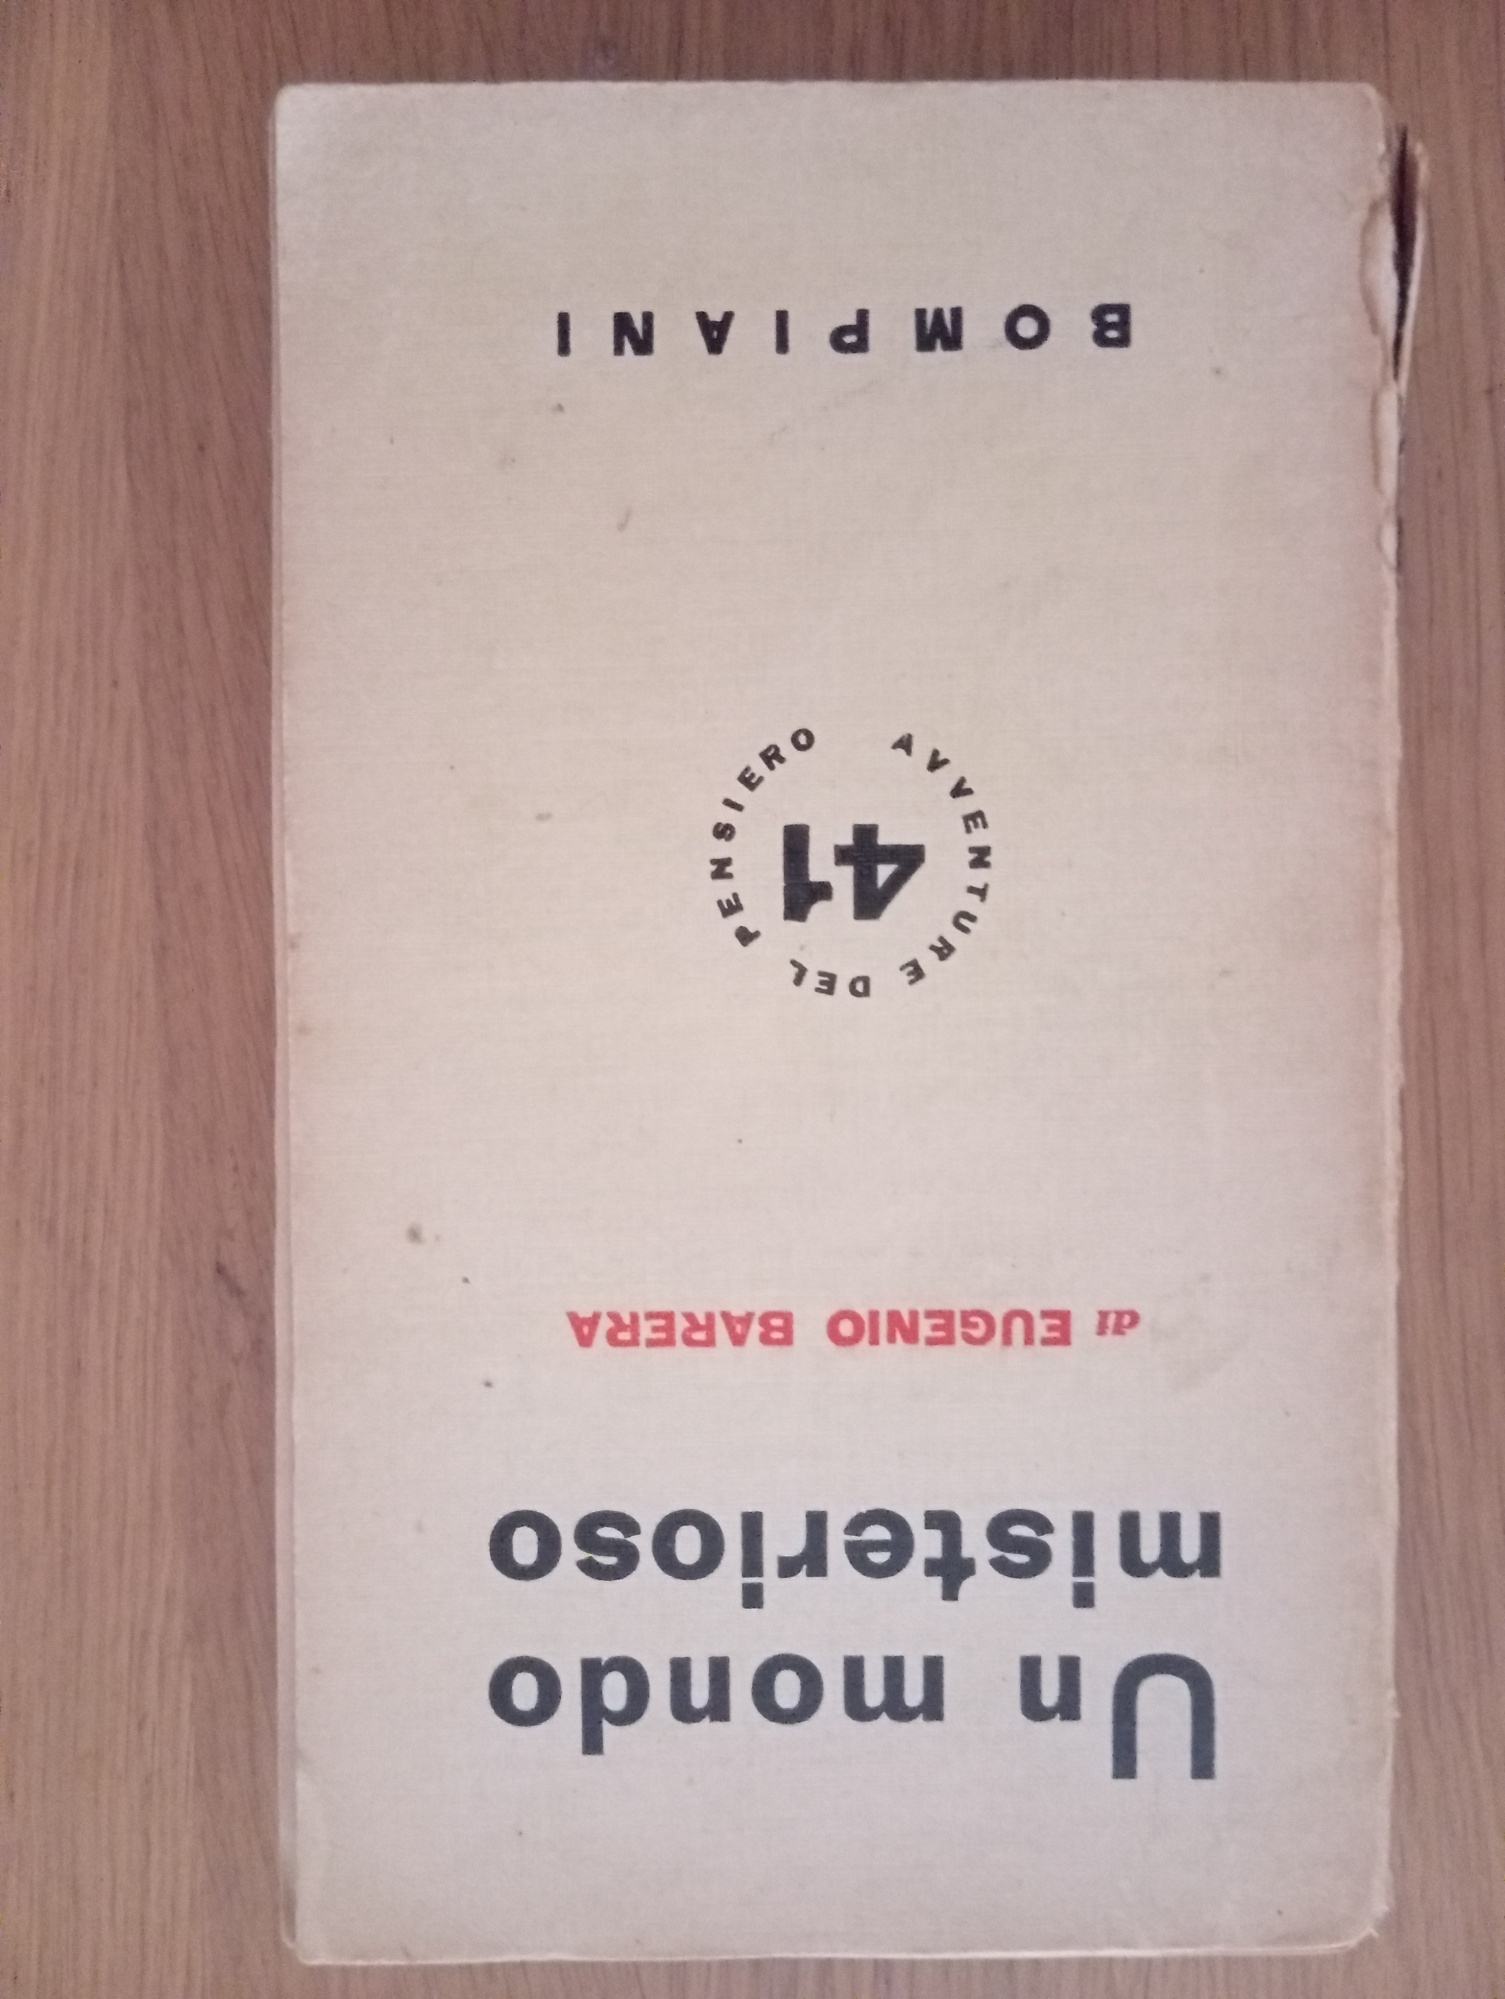 Un mondo
misterioso
di EUGENIO BARERA
AVVENTURE DEL PENSIERO
41
BOMPIANI